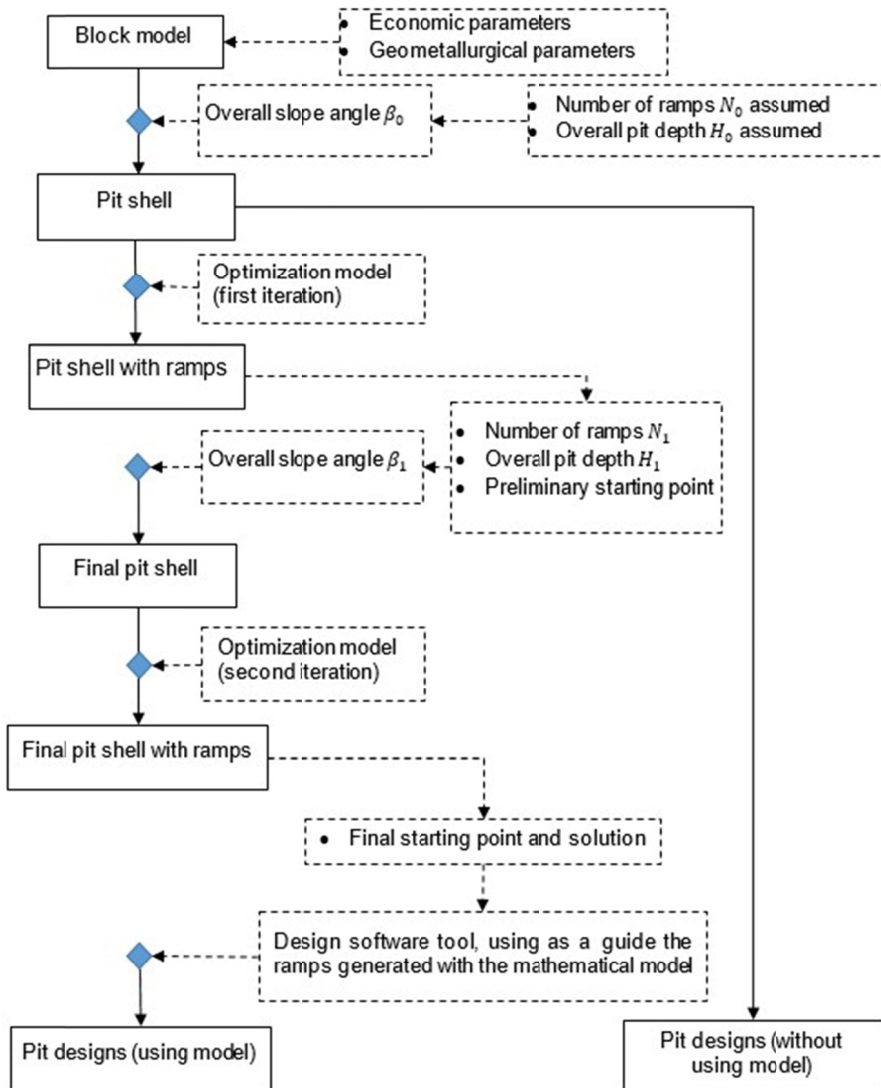 Block model
• Economic parameters
• Geometallurgical parameters
Overall slope angle β₀
• Number of ramps N₀ assumed
• Overall pit depth H₀ assumed
Pit shell
Optimization model
(first iteration)
Pit shell with ramps
• Number of ramps N₁
• Overall pit depth H₁
• Preliminary starting point
Overall slope angle β₁
Final pit shell
Optimization model
(second iteration)
Final pit shell with ramps
• Final starting point and solution
Design software tool, using as a guide the
ramps generated with the mathematical model
Pit designs (using model)
Pit designs (without
using model)